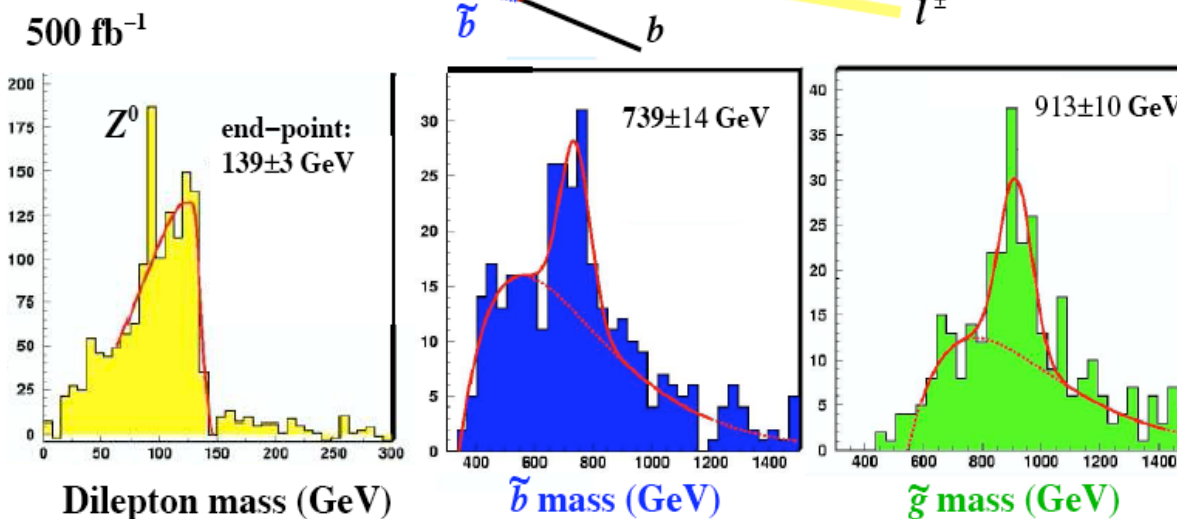 b̃
b
l±
500 fb⁻¹
Z⁰
end-point:
139±3 GeV
200
175
150
125
100
75
50
25
0
0 50 100 150 200 250 300
Dilepton mass (GeV)
739±14 GeV
30
25
20
15
10
5
0
400 600 800 1000 1200 1400
b̃ mass (GeV)
913±10 GeV
40
35
30
25
20
15
10
5
0
400 600 800 1000 1200 1400
g̃ mass (GeV)